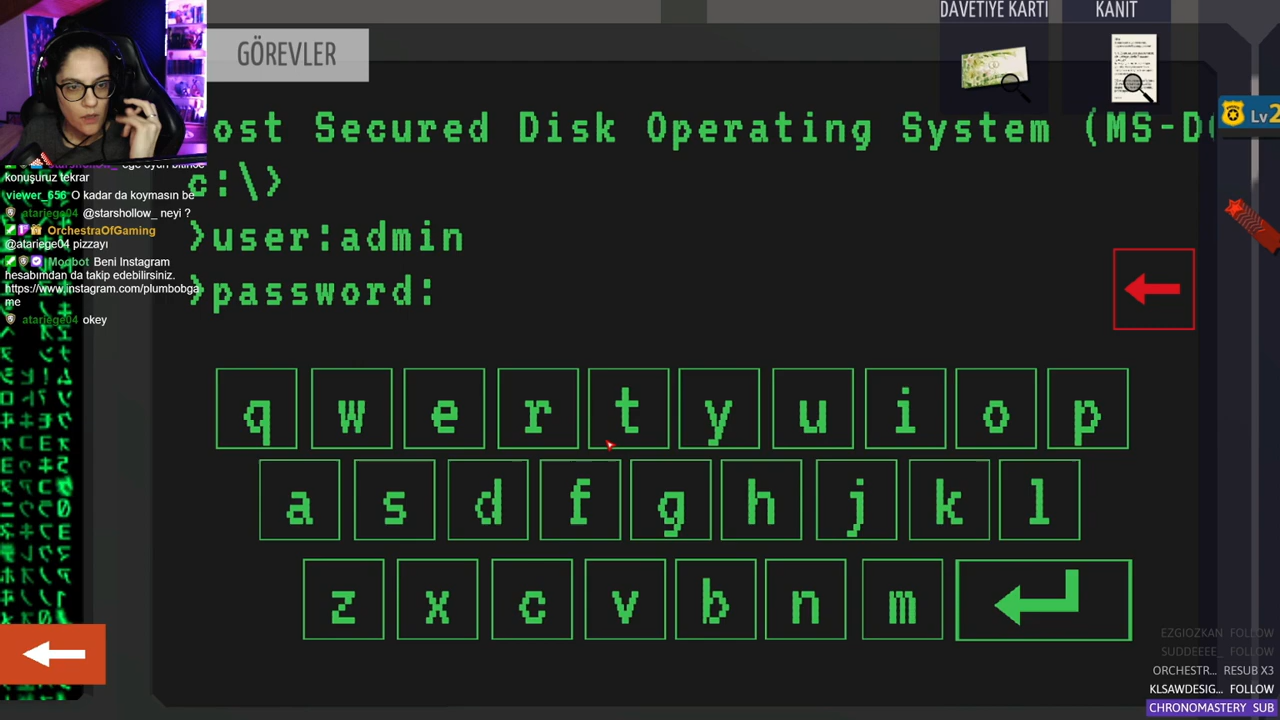 DAVETİYE KARTI
KANIT
GÖREVLER
ost Secured Disk Operating System (MS-D
Lv2
c:\>
>user:admin
>password:
q w e r t y u i o p
a s d f g h j k l
z x c v b n m
konuşuruz tekrar
viewer_656 O kadar da koymasın be
atariege04 @starshollow_ neyi ?
OrchestraOfGaming
@atariege04 pizzayı
Moobot Beni Instagram
hesabımdan da takip edebilirsiniz.
https://www.instagram.com/plumbobga
me
atariege04 okey
EZGIOZKAN FOLLOW
SUDDEEEE_ FOLLOW
ORCHESTR... RESUB X3
KLSAWDESIG... FOLLOW
CHRONOMASTERY SUB